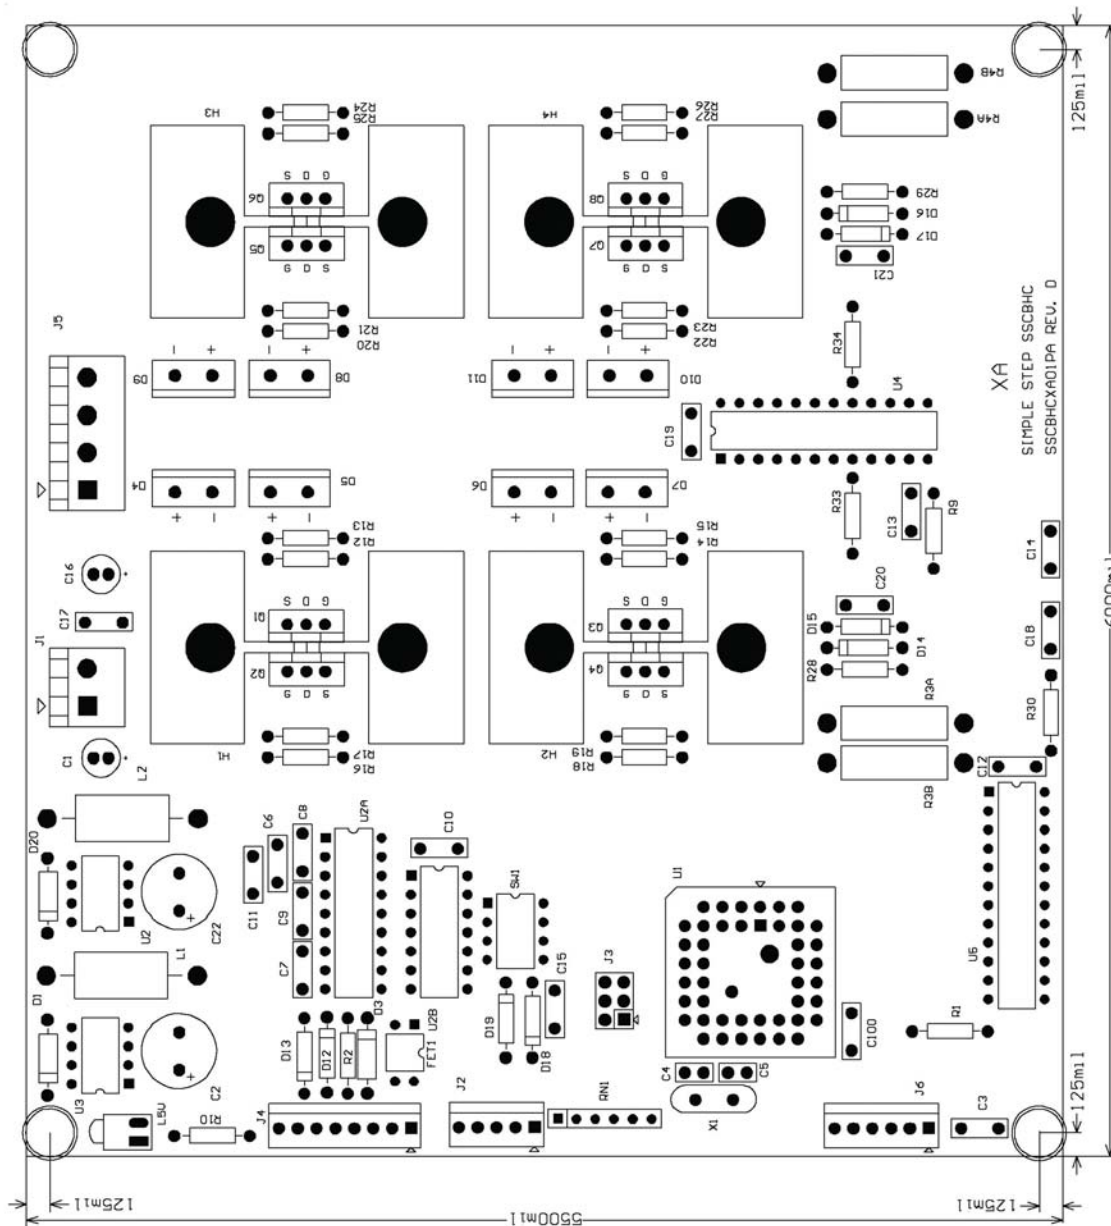 R4B
R4A
125mil
H3
R24
R25
H4
R26
R27
S D G
S D G
Q6
Q8
R29
D16
D17
Q5
Q7
G D S
G D S
C21
J5
R21
R20
R23
R22
R34
SIMPLE STEP SSCBHC
SSCBHCXA01PA REV. D
XA
- +
- +
- +
- +
D9
D8
D11
D10
U4
C19
D4
D5
D6
D7
+ -
+ -
+ -
+ -
R33
C13
R9
R13
R12
R15
R14
C14
C16
C17
C20
S D G
S D G
Q1
Q3
D15
J1
D14
C18
6000mil
Q2
Q4
R28
G D S
G D S
R3A
R30
C1
L2
H1
R17
R16
H2
R19
R18
C12
R3B
D20
C6
C8
U2A
C10
SW1
U1
C11
C9
U2
C22
L1
C7
C15
J3
U5
D1
D3
D19
D18
U2B
R1
D13
D12
R2
FET1
C100
C4
C5
U3
C2
J2
RN1
L5V
R10
J4
X1
J6
C3
125mil
125mil
125mil
5500mil